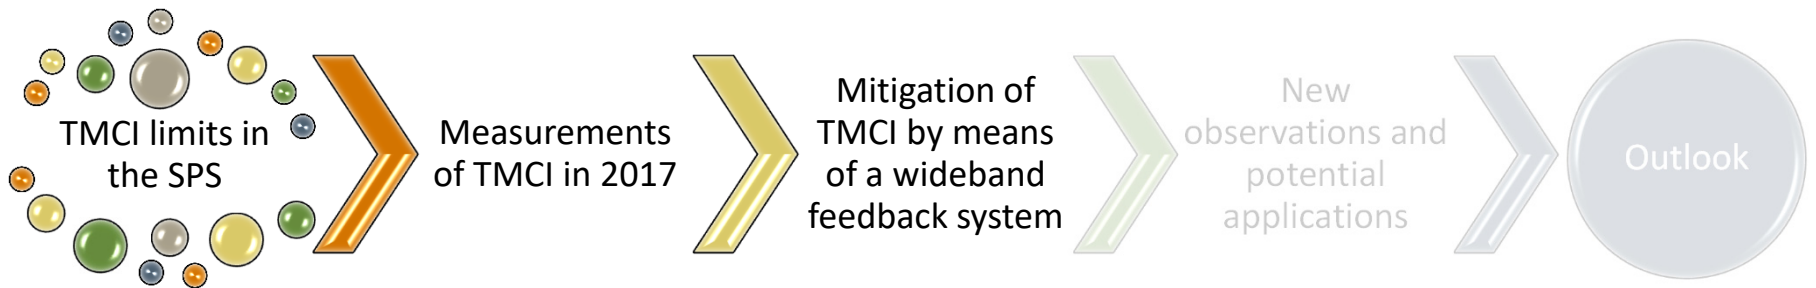 TMCI limits in
the SPS
Measurements
of TMCI in 2017
Mitigation of
TMCI by means
of a wideband
feedback system
New
observations and
potential
applications
Outlook